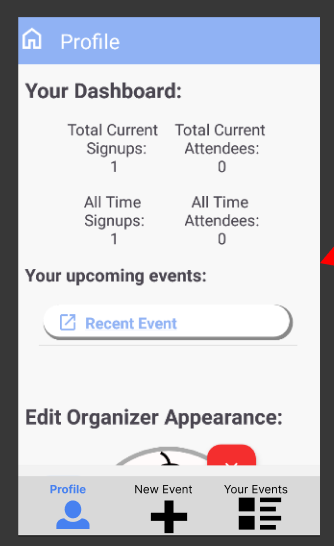 Profile
Your Dashboard:
Total Current
Signups:
1
Total Current
Attendees:
0
All Time
Signups:
1
All Time
Attendees:
0
Your upcoming events:
Recent Event
Edit Organizer Appearance:
Profile
New Event
Your Events